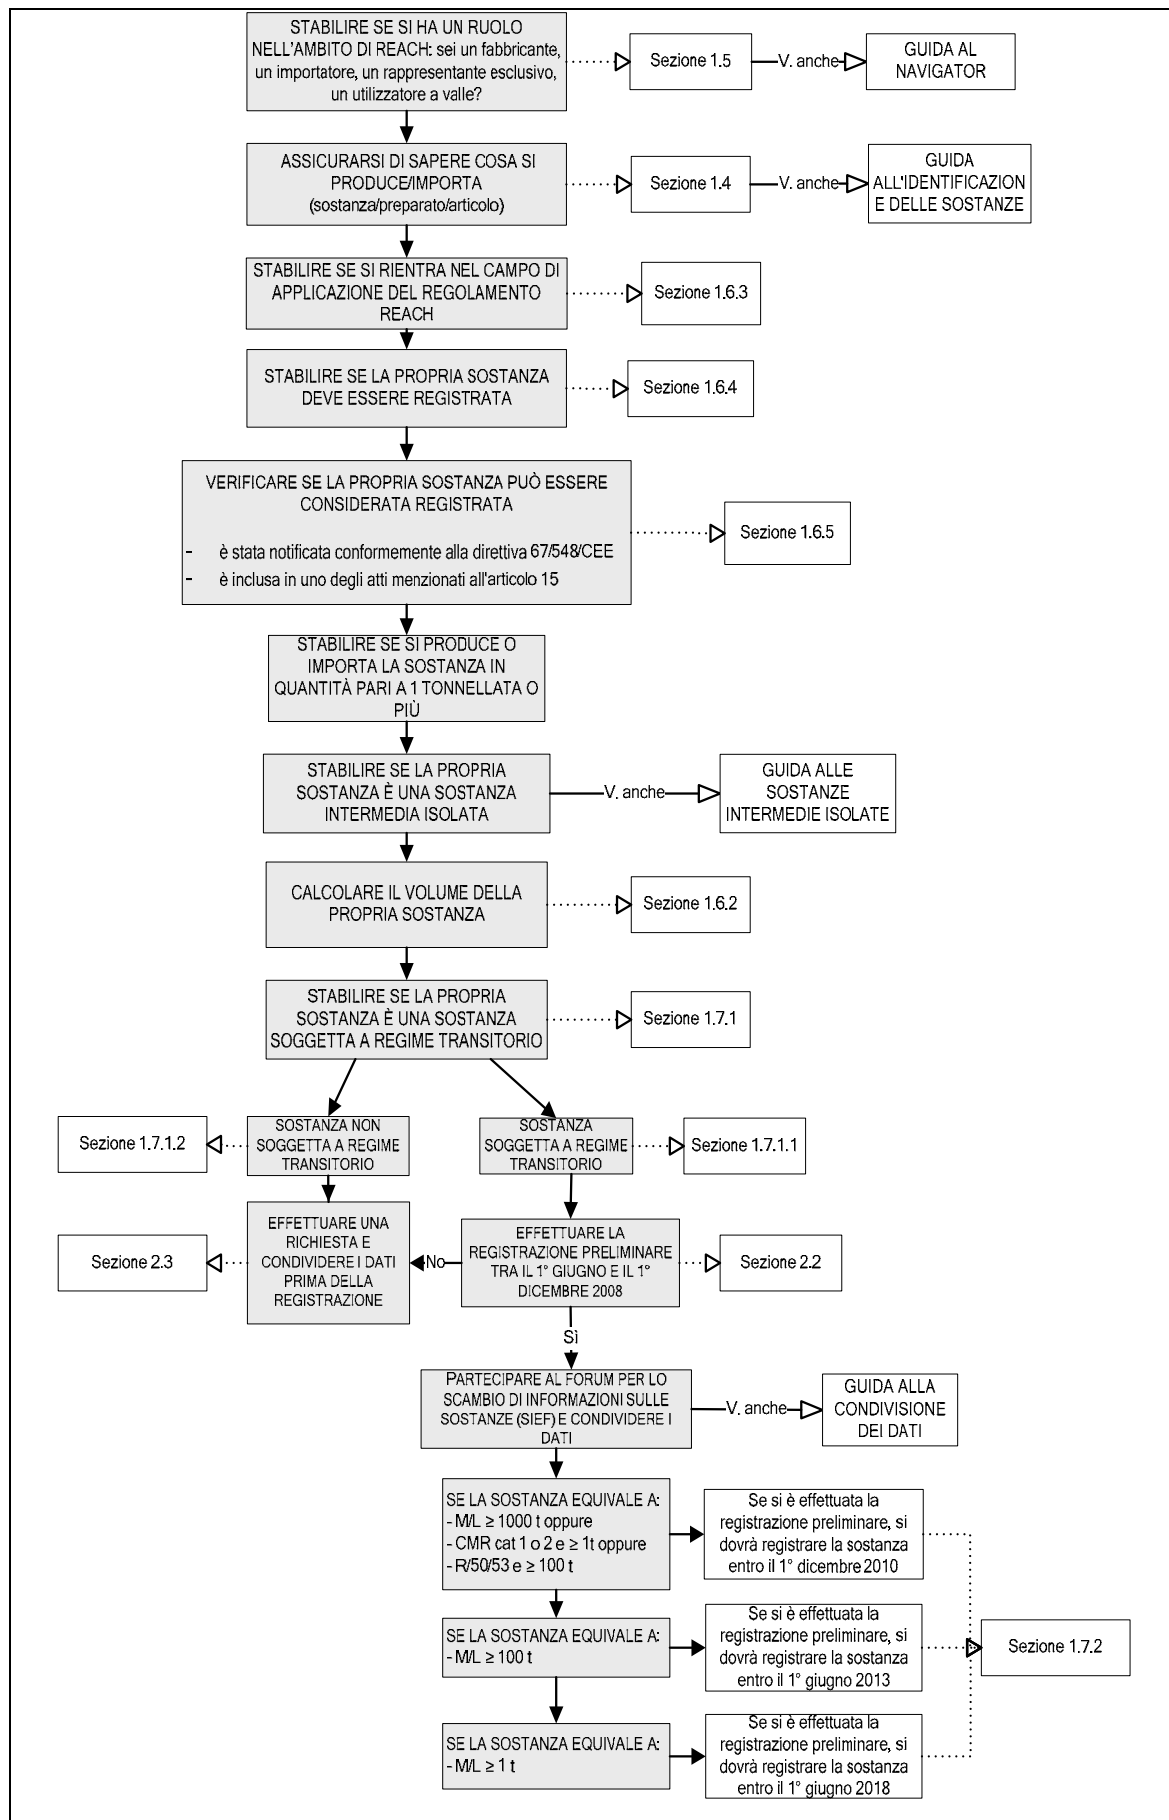 STABILIRE SE SI HA UN RUOLO
NELL'AMBITO DI REACH: sei un fabbricante,
un importatore, un rappresentante esclusivo,
un utilizzatore a valle?
Sezione 1.5
V. anche
GUIDA AL
NAVIGATOR
ASSICURARSI DI SAPERE COSA SI
PRODUCE/IMPORTA
(sostanza/preparato/articolo)
Sezione 1.4
V. anche
GUIDA
ALL'IDENTIFICAZION
E DELLE SOSTANZE
STABILIRE SE SI RIENTRA NEL CAMPO DI
APPLICAZIONE DEL REGOLAMENTO
REACH
Sezione 1.6.3
STABILIRE SE LA PROPRIA SOSTANZA
DEVE ESSERE REGISTRATA
Sezione 1.6.4
VERIFICARE SE LA PROPRIA SOSTANZA PUÒ ESSERE
CONSIDERATA REGISTRATA
- è stata notificata conformemente alla direttiva 67/548/CEE
- è inclusa in uno degli atti menzionati all'articolo 15
Sezione 1.6.5
STABILIRE SE SI PRODUCE O
IMPORTA LA SOSTANZA IN
QUANTITÀ PARI A 1 TONNELLATA O
PIÙ
STABILIRE SE LA PROPRIA
SOSTANZA È UNA SOSTANZA
INTERMEDIA ISOLATA
V. anche
GUIDA ALLE
SOSTANZE
INTERMEDIE ISOLATE
CALCOLARE IL VOLUME DELLA
PROPRIA SOSTANZA
Sezione 1.6.2
STABILIRE SE LA PROPRIA
SOSTANZA È UNA SOSTANZA
SOGGETTA A REGIME TRANSITORIO
Sezione 1.7.1
Sezione 1.7.1.2
SOSTANZA NON
SOGGETTA A REGIME
TRANSITORIO
SOSTANZA
SOGGETTA A REGIME
TRANSITORIO
Sezione 1.7.1.1
Sezione 2.3
EFFETTUARE UNA
RICHIESTA E
CONDIVIDERE I DATI
PRIMA DELLA
REGISTRAZIONE
No
EFFETTUARE LA
REGISTRAZIONE PRELIMINARE
TRA IL 1° GIUGNO E IL 1°
DICEMBRE 2008
Sezione 2.2
Sì
PARTECIPARE AL FORUM PER LO
SCAMBIO DI INFORMAZIONI SULLE
SOSTANZE (SIEF) E CONDIVIDERE I
DATI
V. anche
GUIDA ALLA
CONDIVISIONE
DEI DATI
SE LA SOSTANZA EQUIVALE A:
- M/L ≥ 1000 t oppure
- CMR cat 1 o 2 e ≥ 1t oppure
- R/50/53 e ≥ 100 t
Se si è effettuata la
registrazione preliminare, si
dovrà registrare la sostanza
entro il 1° dicembre 2010
SE LA SOSTANZA EQUIVALE A:
- M/L ≥ 100 t
Se si è effettuata la
registrazione preliminare, si
dovrà registrare la sostanza
entro il 1° giugno 2013
Sezione 1.7.2
SE LA SOSTANZA EQUIVALE A:
- M/L ≥ 1 t
Se si è effettuata la
registrazione preliminare, si
dovrà registrare la sostanza
entro il 1° giugno 2018